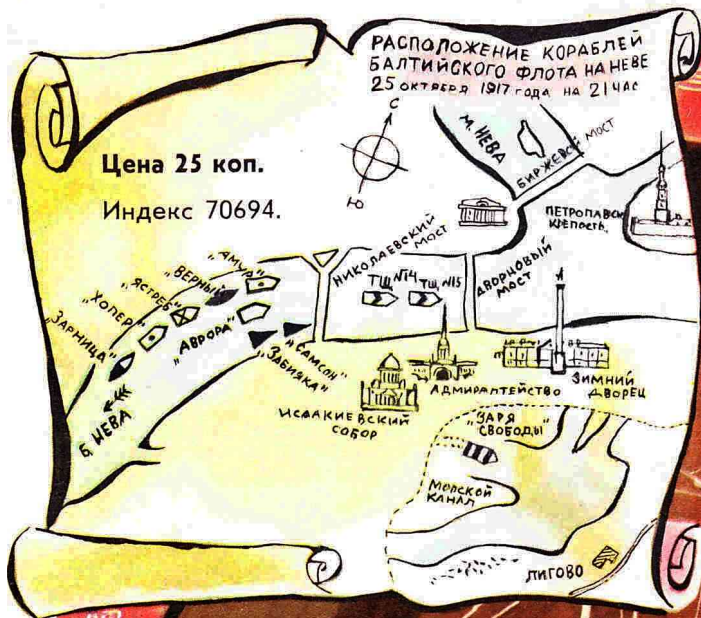 РАСПОЛОЖЕНИЕ КОРАБЛЕЙ
БАЛТИЙСКОГО ФЛОТА НА НЕВЕ
25 ОКТЯБРЯ 1917 ГОДА НА 21 ЧАС
С
Ю
Цена 25 коп.
Индекс 70694.
М. НЕВА
БИРЖЕВОЙ МОСТ
ПЕТРОПАВСК
КРЕПОСТЬ.
НИКОЛАЕВСКИЙ
МОСТ
ДВОРЦОВЫЙ
МОСТ
ТЩ. №14
ТЩ. №15
"АМУР"
"ВЕРНЫЙ"
"ЯСТРЕБ"
"ХОПЕР"
"ЗАРНИЦА"
"АВРОРА"
"САМСОН"
"ЗАБИЯКА"
Б. НЕВА
ИСААКИЕВСКИЙ
СОБОР
АДМИРАЛТЕЙСТВО
ЗИМНИЙ
ДВОРЕЦ
"ЗАРЯ
СВОБОДЫ"
МОРСКОЙ
КАНАЛ
ЛИГОВО